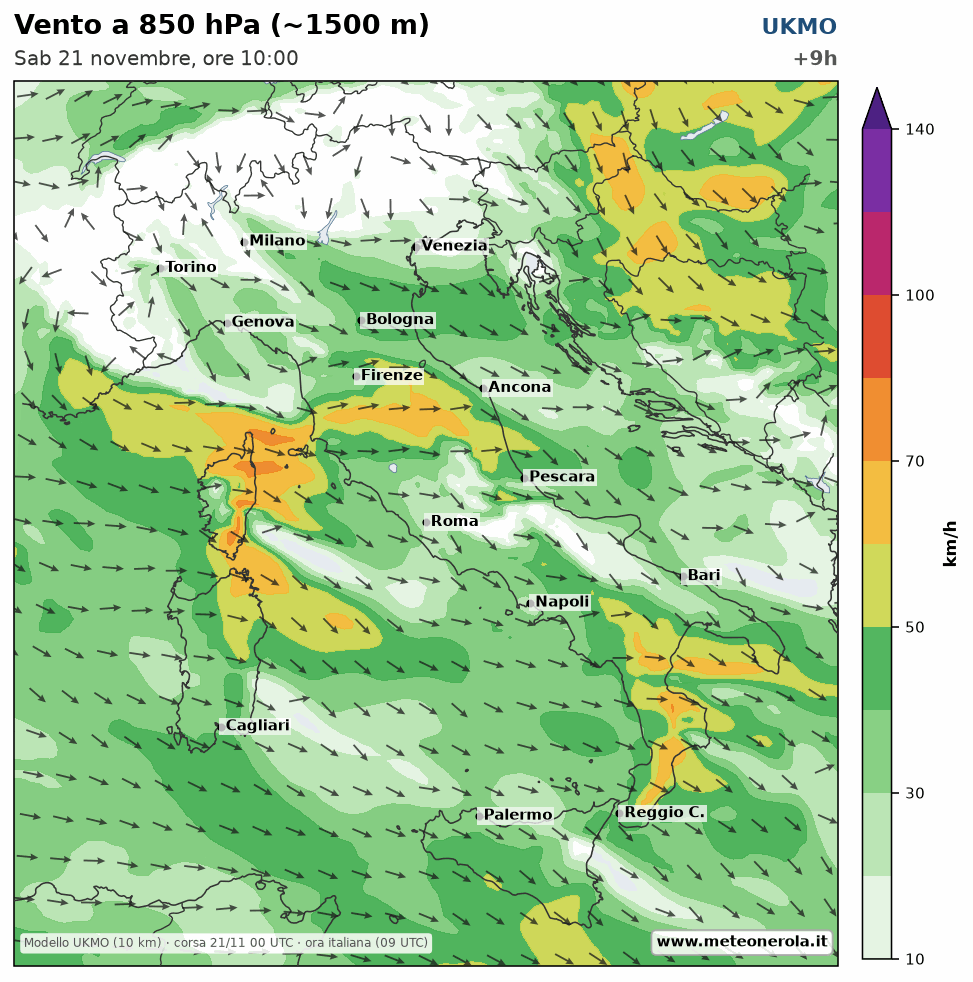 Vento a 850 hPa (~1500 m)
UKMO
Sab 21 novembre, ore 10:00
+9h
Milano
Venezia
Torino
Genova
Bologna
Firenze
Ancona
Pescara
Roma
Bari
Napoli
Cagliari
Palermo
Reggio C.
140
100
70
50
30
10
km/h
Modello UKMO (10 km) · corsa 21/11 00 UTC · ora italiana (09 UTC)
www.meteonerola.it